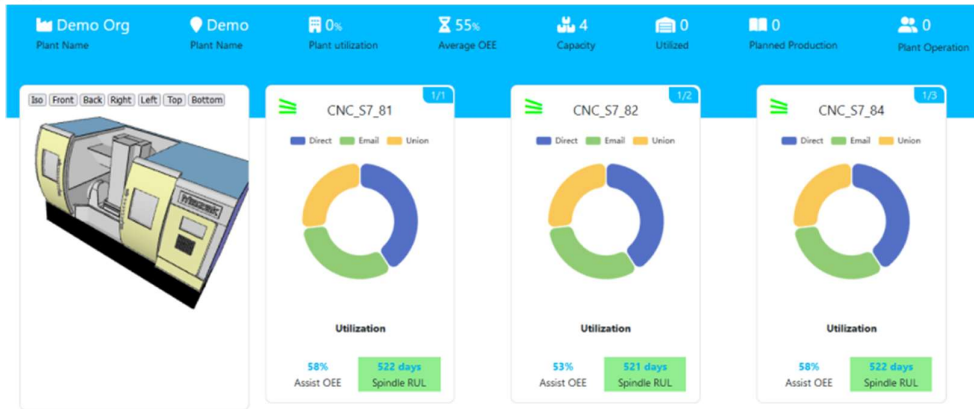 Demo Org
Plant Name
Demo
Plant Name
0%
Plant utilization
55%
Average OEE
4
Capacity
0
Utilized
0
Planned Production
0
Plant Operation
Iso Front Back Right Left Top Bottom
1/1
CNC_S7_81
Direct Email Union
Utilization
58%
Assist OEE
522 days
Spindle RUL
1/2
CNC_S7_82
Direct Email Union
Utilization
53%
Assist OEE
521 days
Spindle RUL
1/3
CNC_S7_84
Direct Email Union
Utilization
58%
Assist OEE
522 days
Spindle RUL